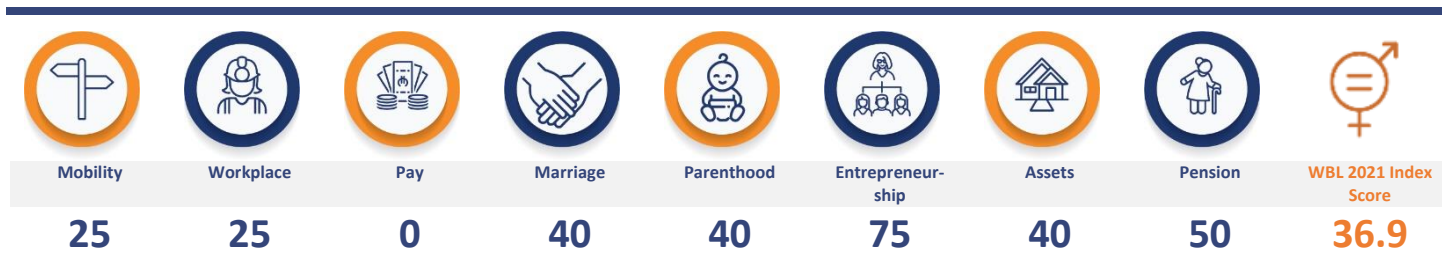 Mobility
Workplace
Pay
Marriage
Parenthood
Entrepreneur-
ship
Assets
Pension
WBL 2021 Index
Score
25
25
0
40
40
75
40
50
36.9